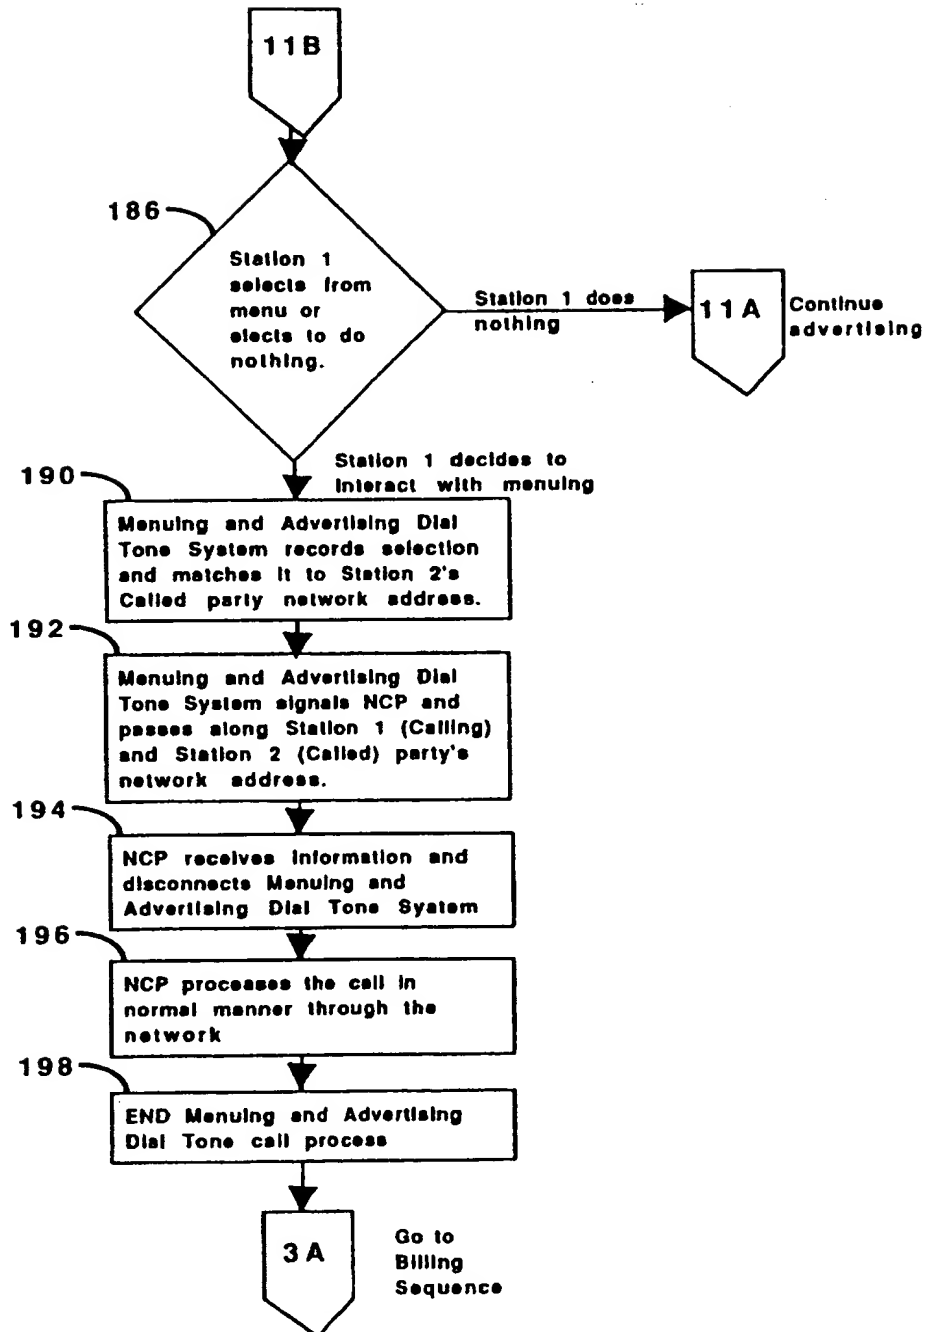 11B
186
Station 1
selects from
menu or
elects to do
nothing.
Station 1 does
nothing
11A
Continue
advertising
Station 1 decides to
interact with menuing
190
Menuing and Advertising Dial
Tone System records selection
and matches it to Station 2's
Called party network address.
192
Menuing and Advertising Dial
Tone System signals NCP and
passes along Station 1 (Calling)
and Station 2 (Called) party's
network address.
194
NCP receives information and
disconnects Menuing and
Advertising Dial Tone System
196
NCP processes the call in
normal manner through the
network
198
END Menuing and Advertising
Dial Tone call process
3A
Go to
Billing
Sequence